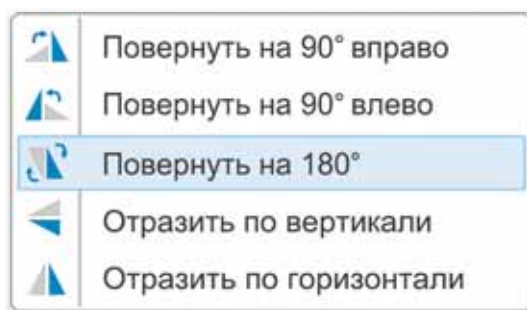 Повернуть на 90° вправо
Повернуть на 90° влево
Повернуть на 180°
Отразить по вертикали
Отразить по горизонтали